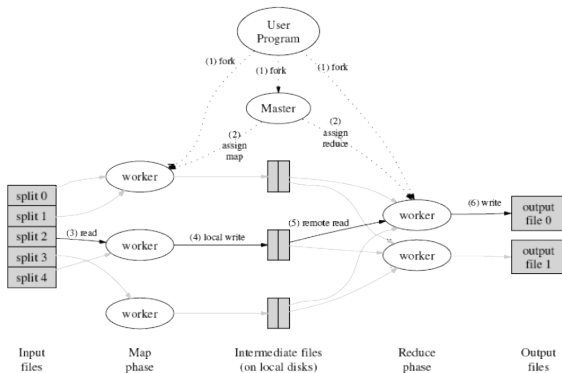 User
Program
(1) fork
(1) fork
(1) fork
Master
(2)
assign
map
(2)
assign
reduce
worker
split 0
split 1
split 2
split 3
split 4
(3) read
worker
(4) local write
(5) remote read
worker
(6) write
output
file 0
worker
output
file 1
worker
Input
files
Map
phase
Intermediate files
(on local disks)
Reduce
phase
Output
files